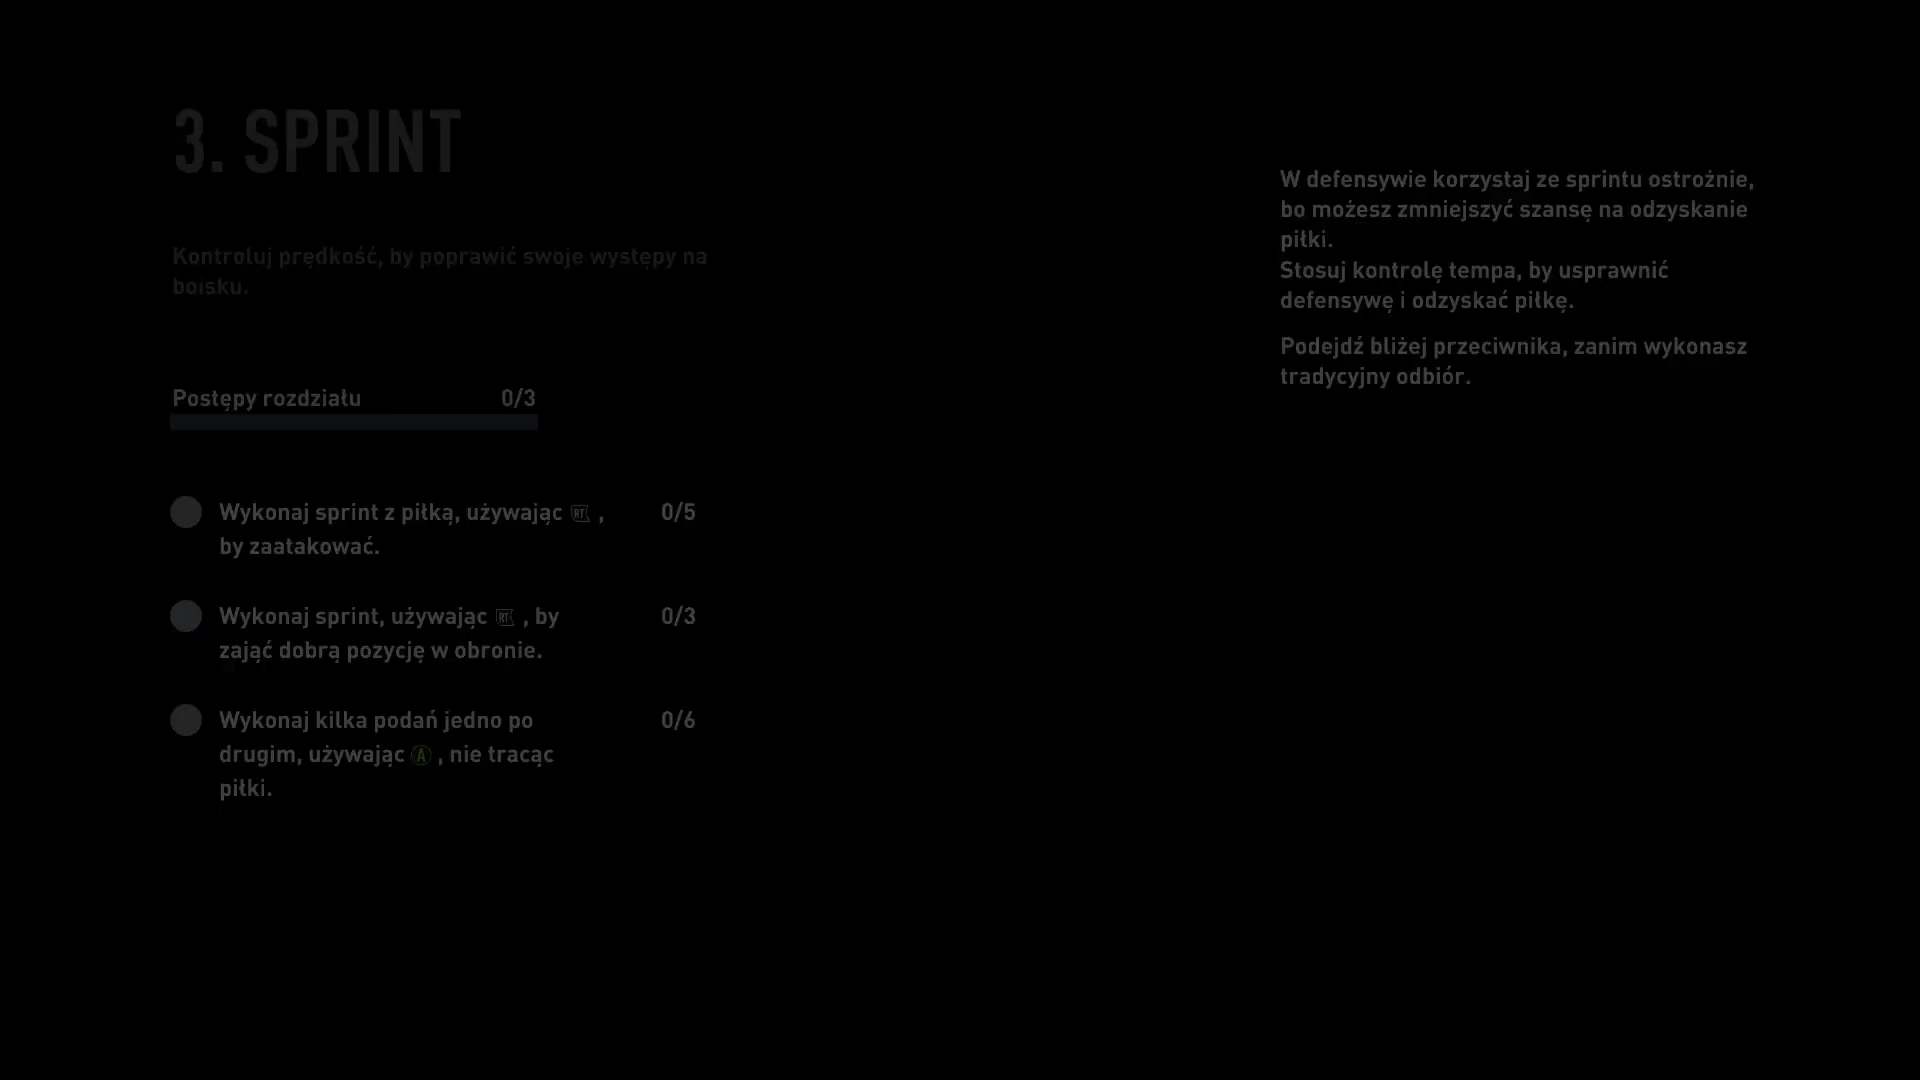 3. SPRINT
Kontroluj prędkość, by poprawić swoje występy na
boisku.
Postępy rozdziału 0/3
Wykonaj sprint z piłką, używając RT , 0/5
by zaatakować.
Wykonaj sprint, używając RT , by 0/3
zająć dobrą pozycję w obronie.
Wykonaj kilka podań jedno po 0/6
drugim, używając A , nie tracąc
piłki.
W defensywie korzystaj ze sprintu ostrożnie,
bo możesz zmniejszyć szansę na odzyskanie
piłki.
Stosuj kontrolę tempa, by usprawnić
defensywę i odzyskać piłkę.
Podejdź bliżej przeciwnika, zanim wykonasz
tradycyjny odbiór.